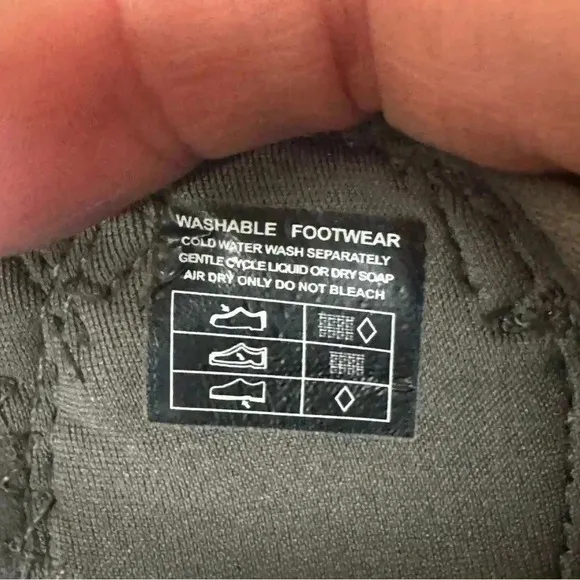 WASHABLE FOOTWEAR
COLD WATER WASH SEPARATELY
GENTLE CYCLE LIQUID OR DRY SOAP
AIR DRY ONLY DO NOT BLEACH